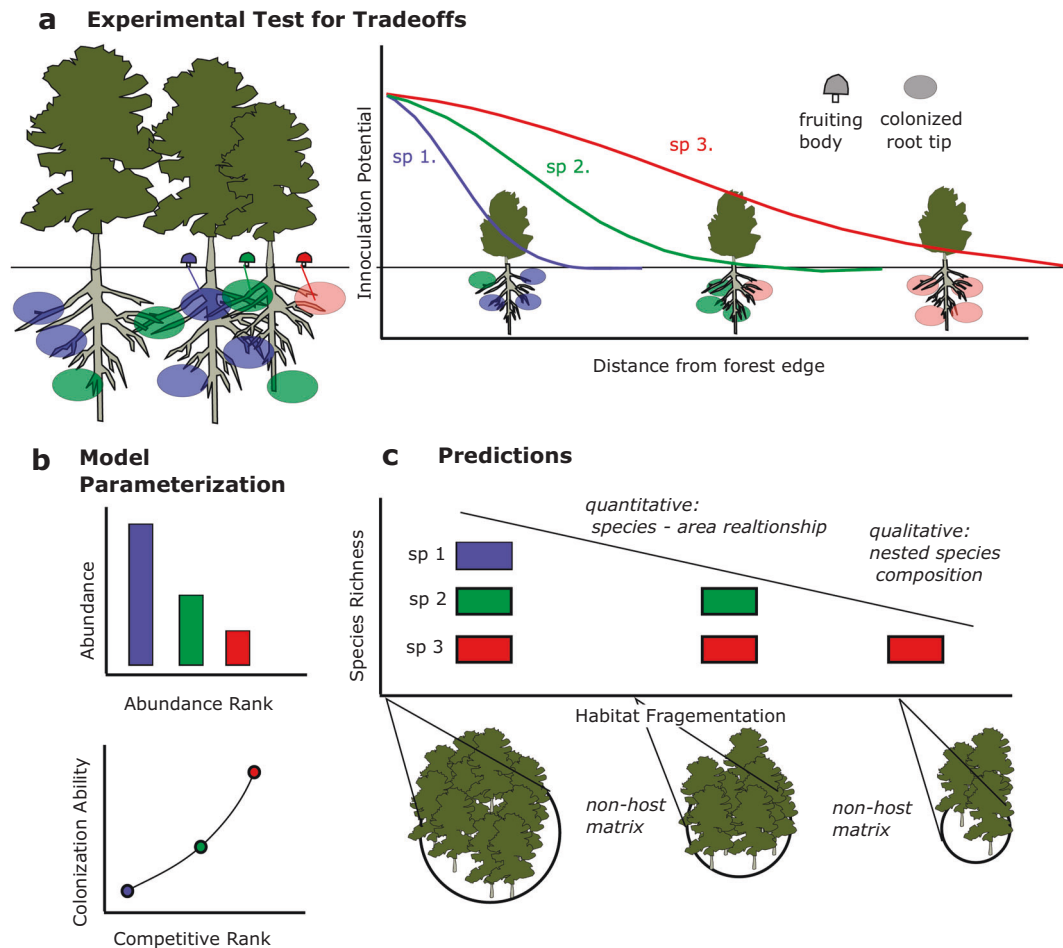 a Experimental Test for Tradeoffs
Innoculation Potential
sp 1.
sp 2.
sp 3.
fruiting
body
colonized
root tip
Distance from forest edge
b Model
Parameterization
Abundance
Abundance Rank
Colonization Ability
Competitive Rank
c Predictions
Species Richness
quantitative:
species - area realtionship
qualitative:
nested species
composition
sp 1
sp 2
sp 3
Habitat Fragementation
non-host
matrix
non-host
matrix